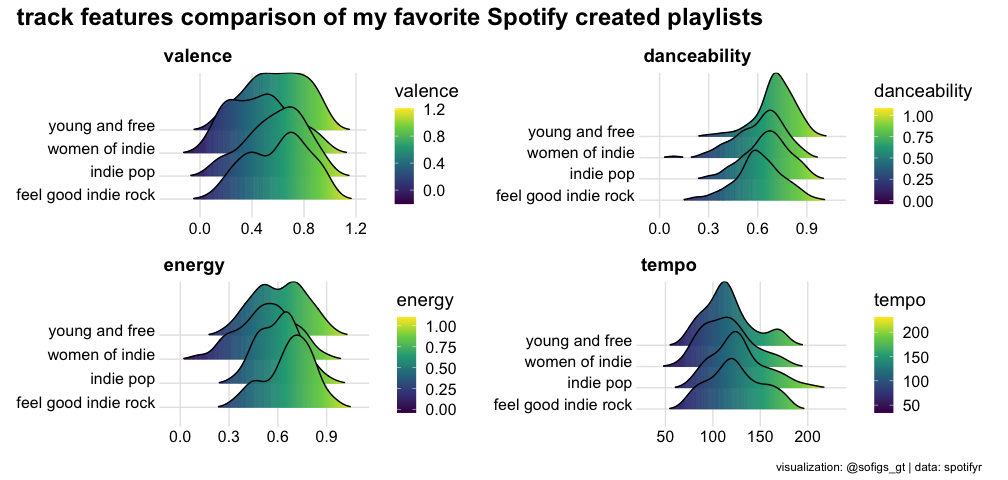 track features comparison of my favorite Spotify created playlists
valence
young and free
women of indie
indie pop
feel good indie rock
0.0 0.4 0.8 1.2
valence
1.2
0.8
0.4
0.0
danceability
young and free
women of indie
indie pop
feel good indie rock
0.0 0.3 0.6 0.9
danceability
1.00
0.75
0.50
0.25
0.00
energy
young and free
women of indie
indie pop
feel good indie rock
0.0 0.3 0.6 0.9
energy
1.00
0.75
0.50
0.25
0.00
tempo
young and free
women of indie
indie pop
feel good indie rock
50 100 150 200
tempo
200
150
100
50
visualization: @sofigs_gt | data: spotifyr